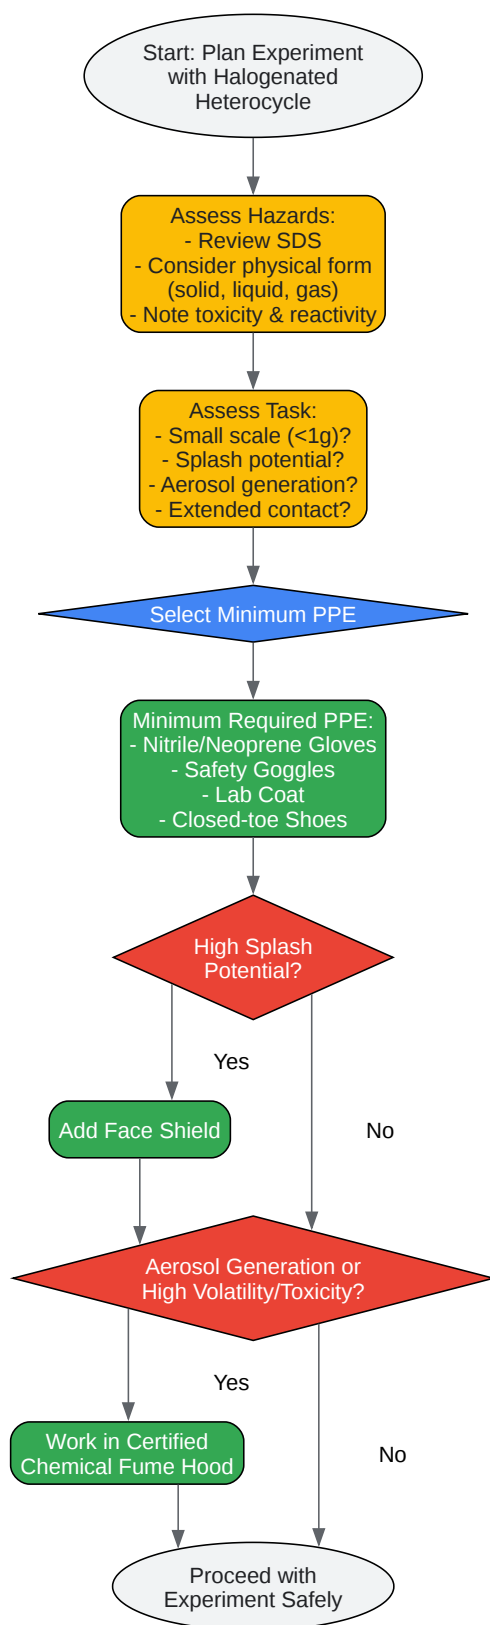 Start: Plan Experiment
with Halogenated
Heterocycle
Assess Hazards:
- Review SDS
- Consider physical form
(solid, liquid, gas)
- Note toxicity & reactivity
Assess Task:
- Small scale (<1g)?
- Splash potential?
- Aerosol generation?
- Extended contact?
Select Minimum PPE
Minimum Required PPE:
- Nitrile/Neoprene Gloves
- Safety Goggles
- Lab Coat
- Closed-toe Shoes
High Splash
Potential?
Yes
Add Face Shield
No
Aerosol Generation or
High Volatility/Toxicity?
Yes
Work in Certified
Chemical Fume Hood
No
Proceed with
Experiment Safely